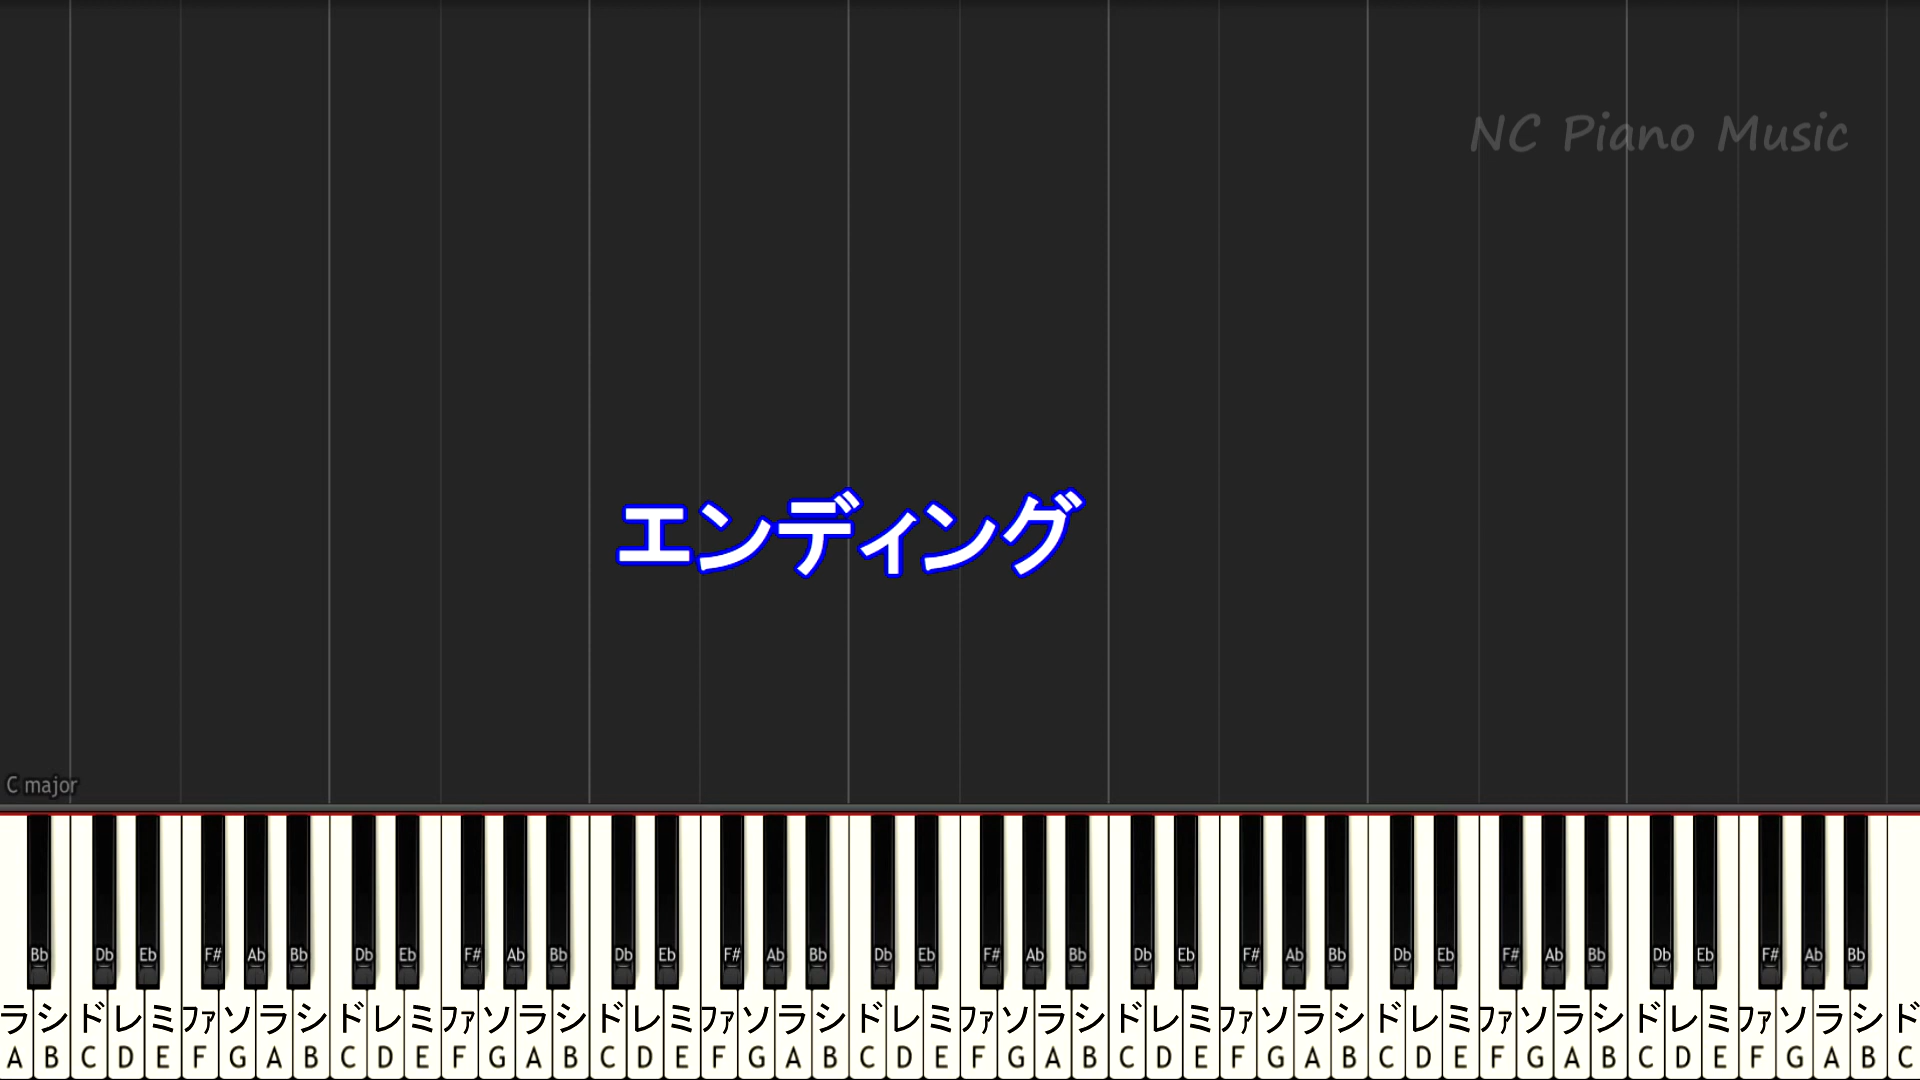 NC Piano Music
エンディング
C major
Bb Db Eb F# Ab Bb Db Eb F# Ab Bb Db Eb F# Ab Bb Db Eb F# Ab Bb Db Eb F# Ab Bb Db Eb F# Ab Bb Db Eb F# Ab Bb
ラ シ ド レ ミ ファ ソ ラ シ ド レ ミ ファ ソ ラ シ ド レ ミ ファ ソ ラ シ ド レ ミ ファ ソ ラ シ ド レ ミ ファ ソ ラ シ ド レ ミ ファ ソ ラ シ ド レ ミ ファ ソ ラ シ ド
A B C D E F G A B C D E F G A B C D E F G A B C D E F G A B C D E F G A B C D E F G A B C D E F G A B C